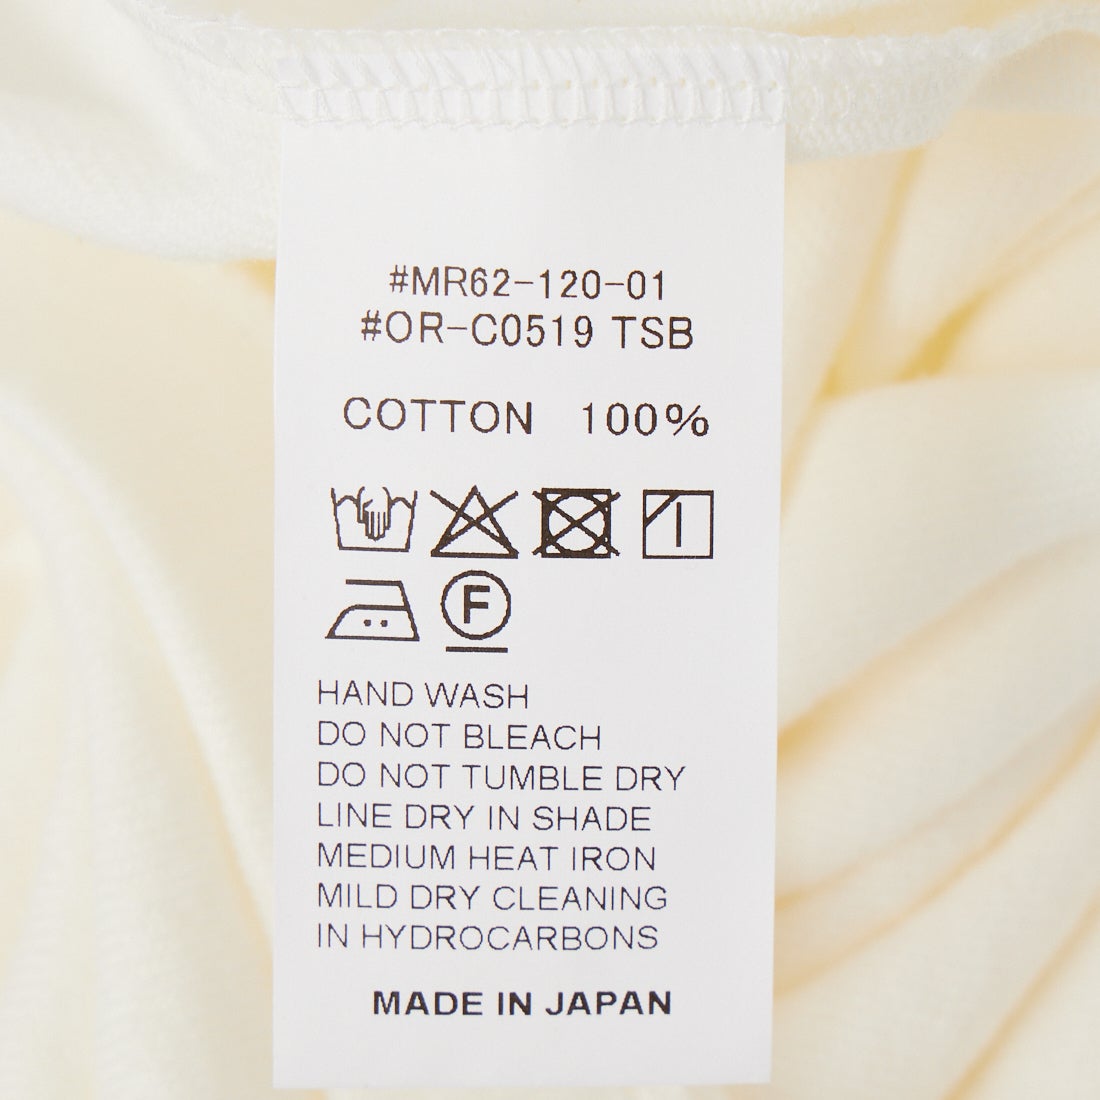 #MR62-120-01
#OR-C0519 TSB
COTTON 100%
F
HAND WASH
DO NOT BLEACH
DO NOT TUMBLE DRY
LINE DRY IN SHADE
MEDIUM HEAT IRON
MILD DRY CLEANING
IN HYDROCARBONS
MADE IN JAPAN